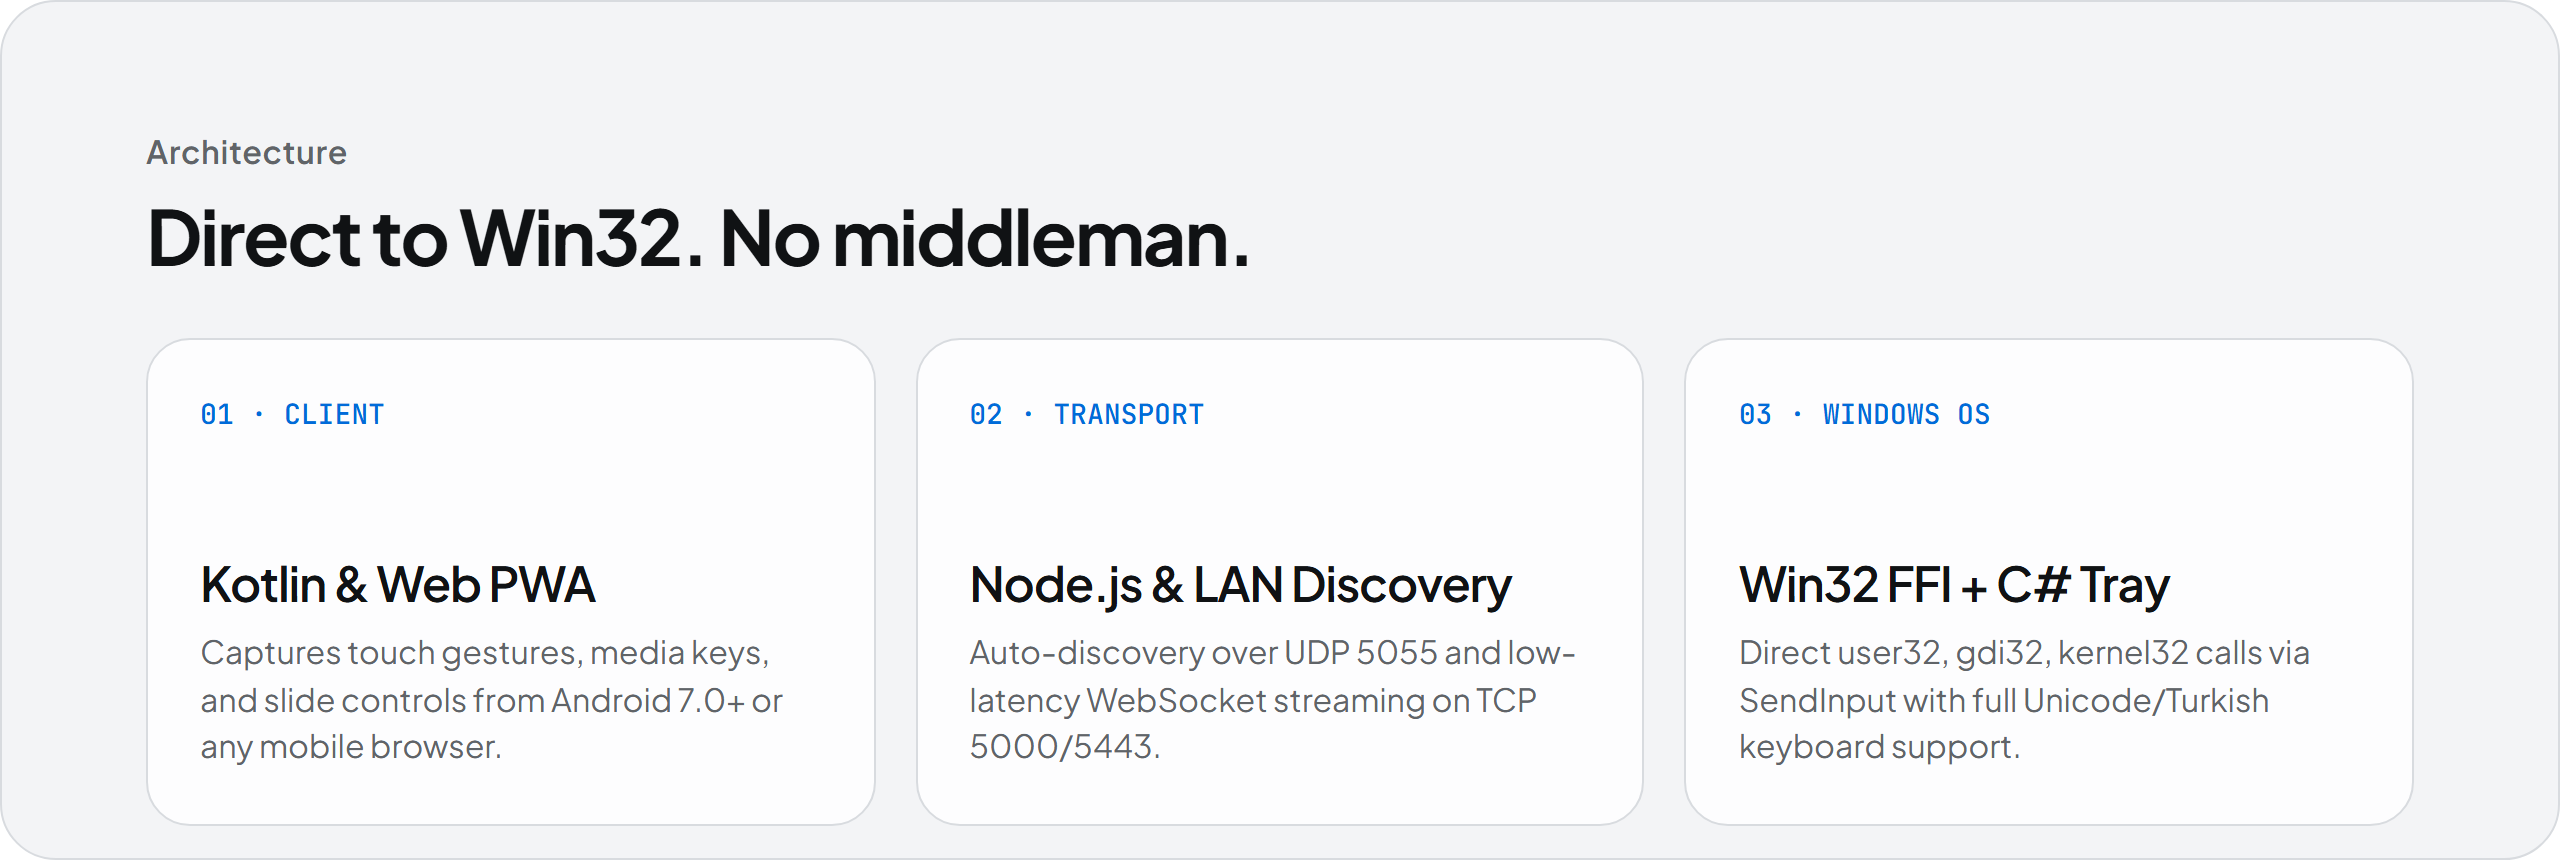 Architecture
Direct to Win32. No middleman.
01 · CLIENT
Kotlin & Web PWA
Captures touch gestures, media keys,
and slide controls from Android 7.0+ or
any mobile browser.
02 · TRANSPORT
Node.js & LAN Discovery
Auto-discovery over UDP 5055 and low-
latency WebSocket streaming on TCP
5000/5443.
03 · WINDOWS OS
Win32 FFI + C# Tray
Direct user32, gdi32, kernel32 calls via
SendInput with full Unicode/Turkish
keyboard support.